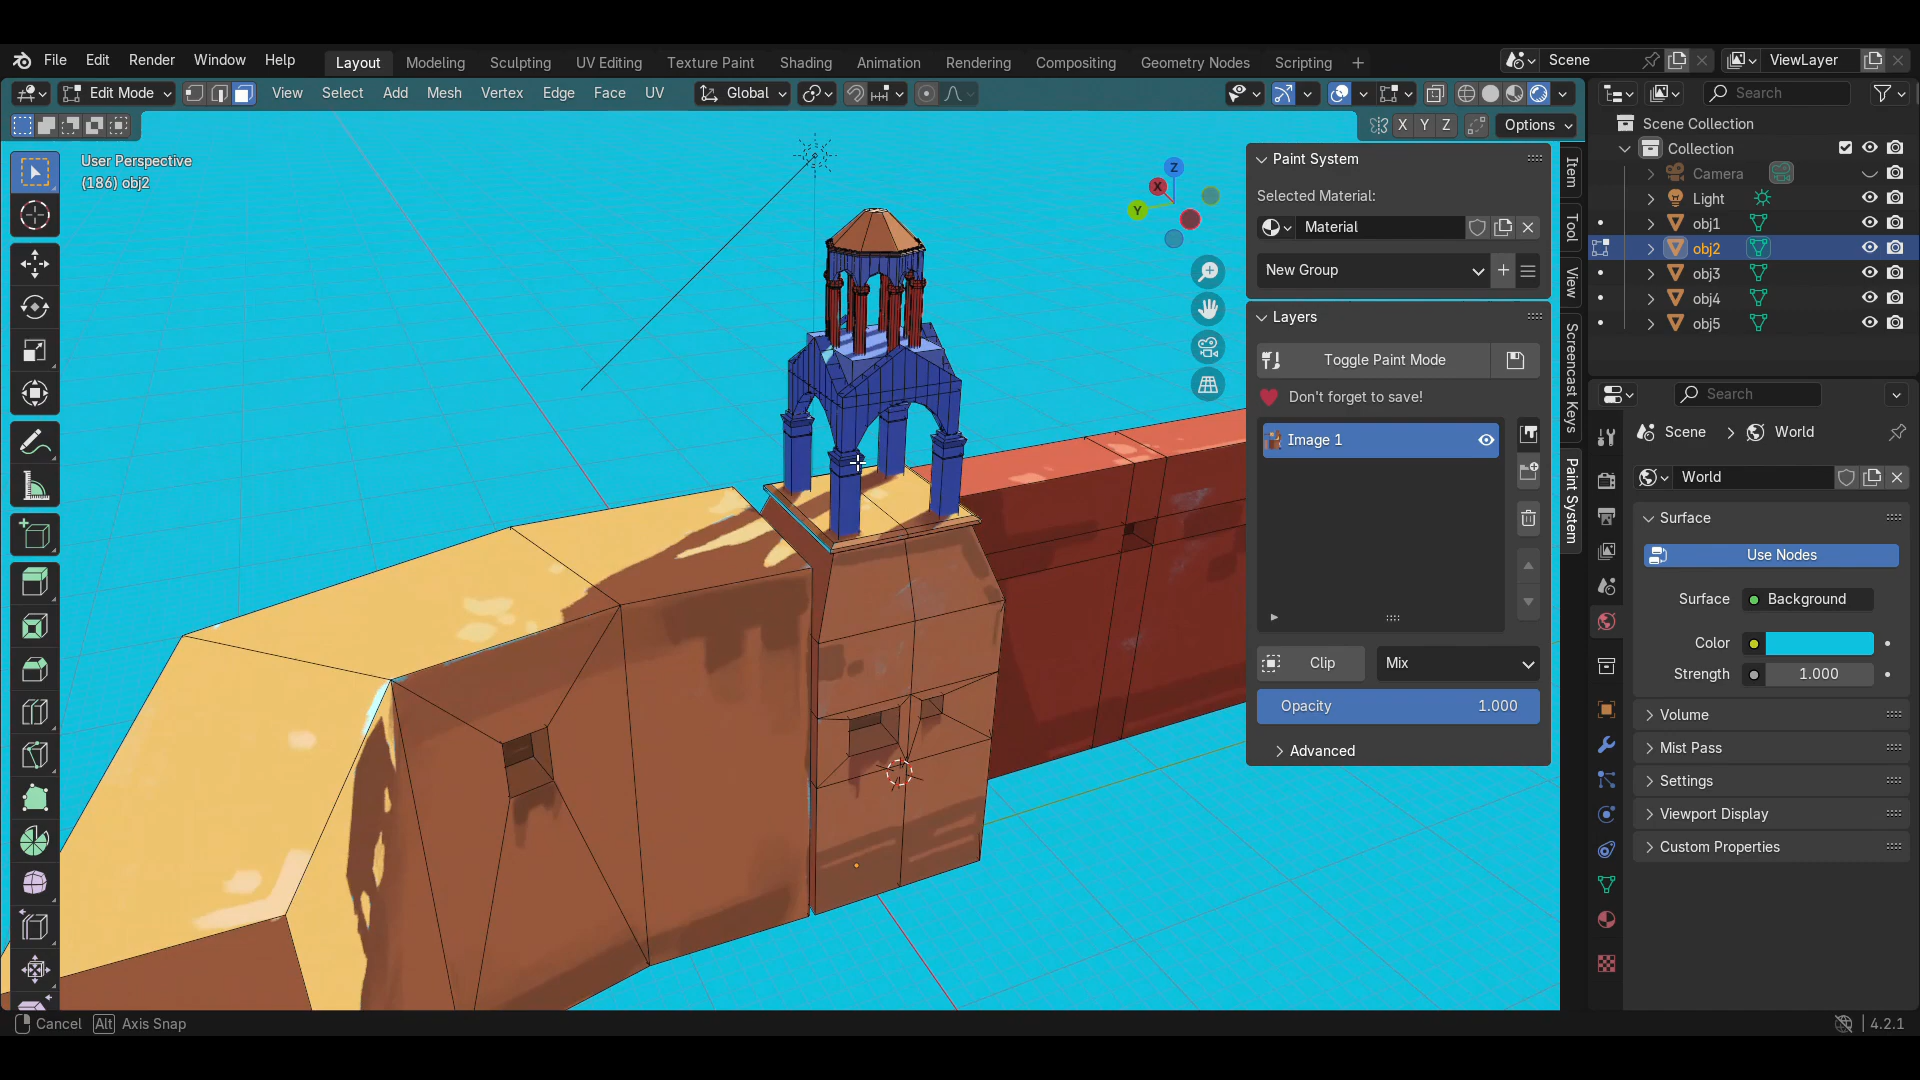 File Edit Render Window Help Layout Modeling Sculpting UV Editing Texture Paint Shading Animation Rendering Compositing Geometry Nodes Scripting + Scene ViewLayer
Edit Mode View Select Add Mesh Vertex Edge Face UV Global Search
X Y Z Options
User Perspective
(186) obj2
Z
X
Y
Paint System
Selected Material:
Material
New Group
Layers
Toggle Paint Mode
Don't forget to save!
Image 1
Clip Mix
Opacity 1.000
Advanced
Item
Tool
View
Screencast Keys
Paint System
Scene Collection
Collection
Camera
Light
obj1
obj2
obj3
obj4
obj5
Search
Scene > World
World
Surface
Use Nodes
Surface Background
Color
Strength 1.000
Volume
Mist Pass
Settings
Viewport Display
Custom Properties
Cancel Alt Axis Snap 4.2.1